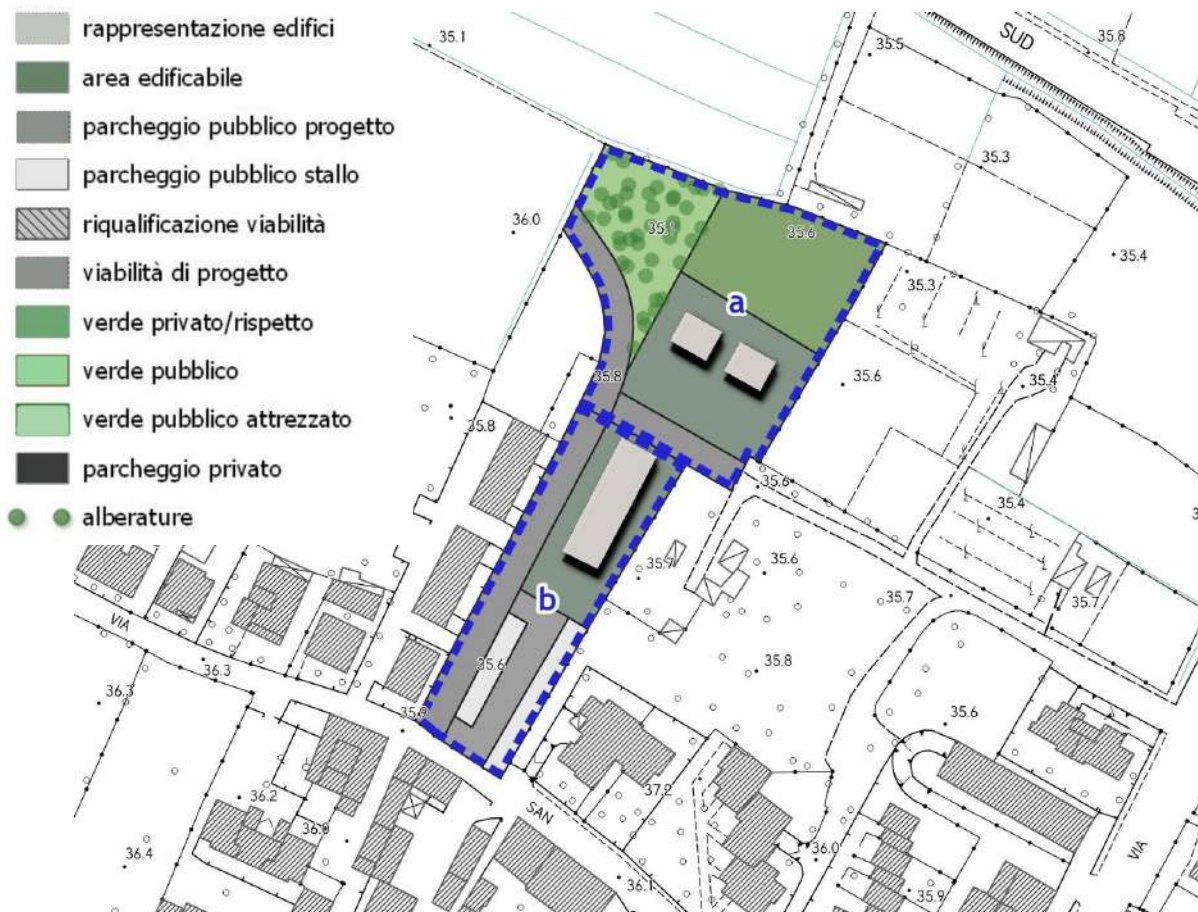 rappresentazione edifici
area edificabile
parcheggio pubblico progetto
parcheggio pubblico stallo
riqualificazione viabilità
viabilità di progetto
verde privato/rispetto
verde pubblico
verde pubblico attrezzato
parcheggio privato
alberature
35.1
35.5
SUD
35.8
35.3
36.0
35.1
35.6
35.4
35.3
a
35.8
35.6
35.4
35.8
35.6
35.4
35.7
35.6
35.7
35.7
b
VIA
36.3
35.6
35.8
36.3
35.9
35.6
36.2
37.2
SAN
36.0
VIA
36.4
36.1
36.0
35.9